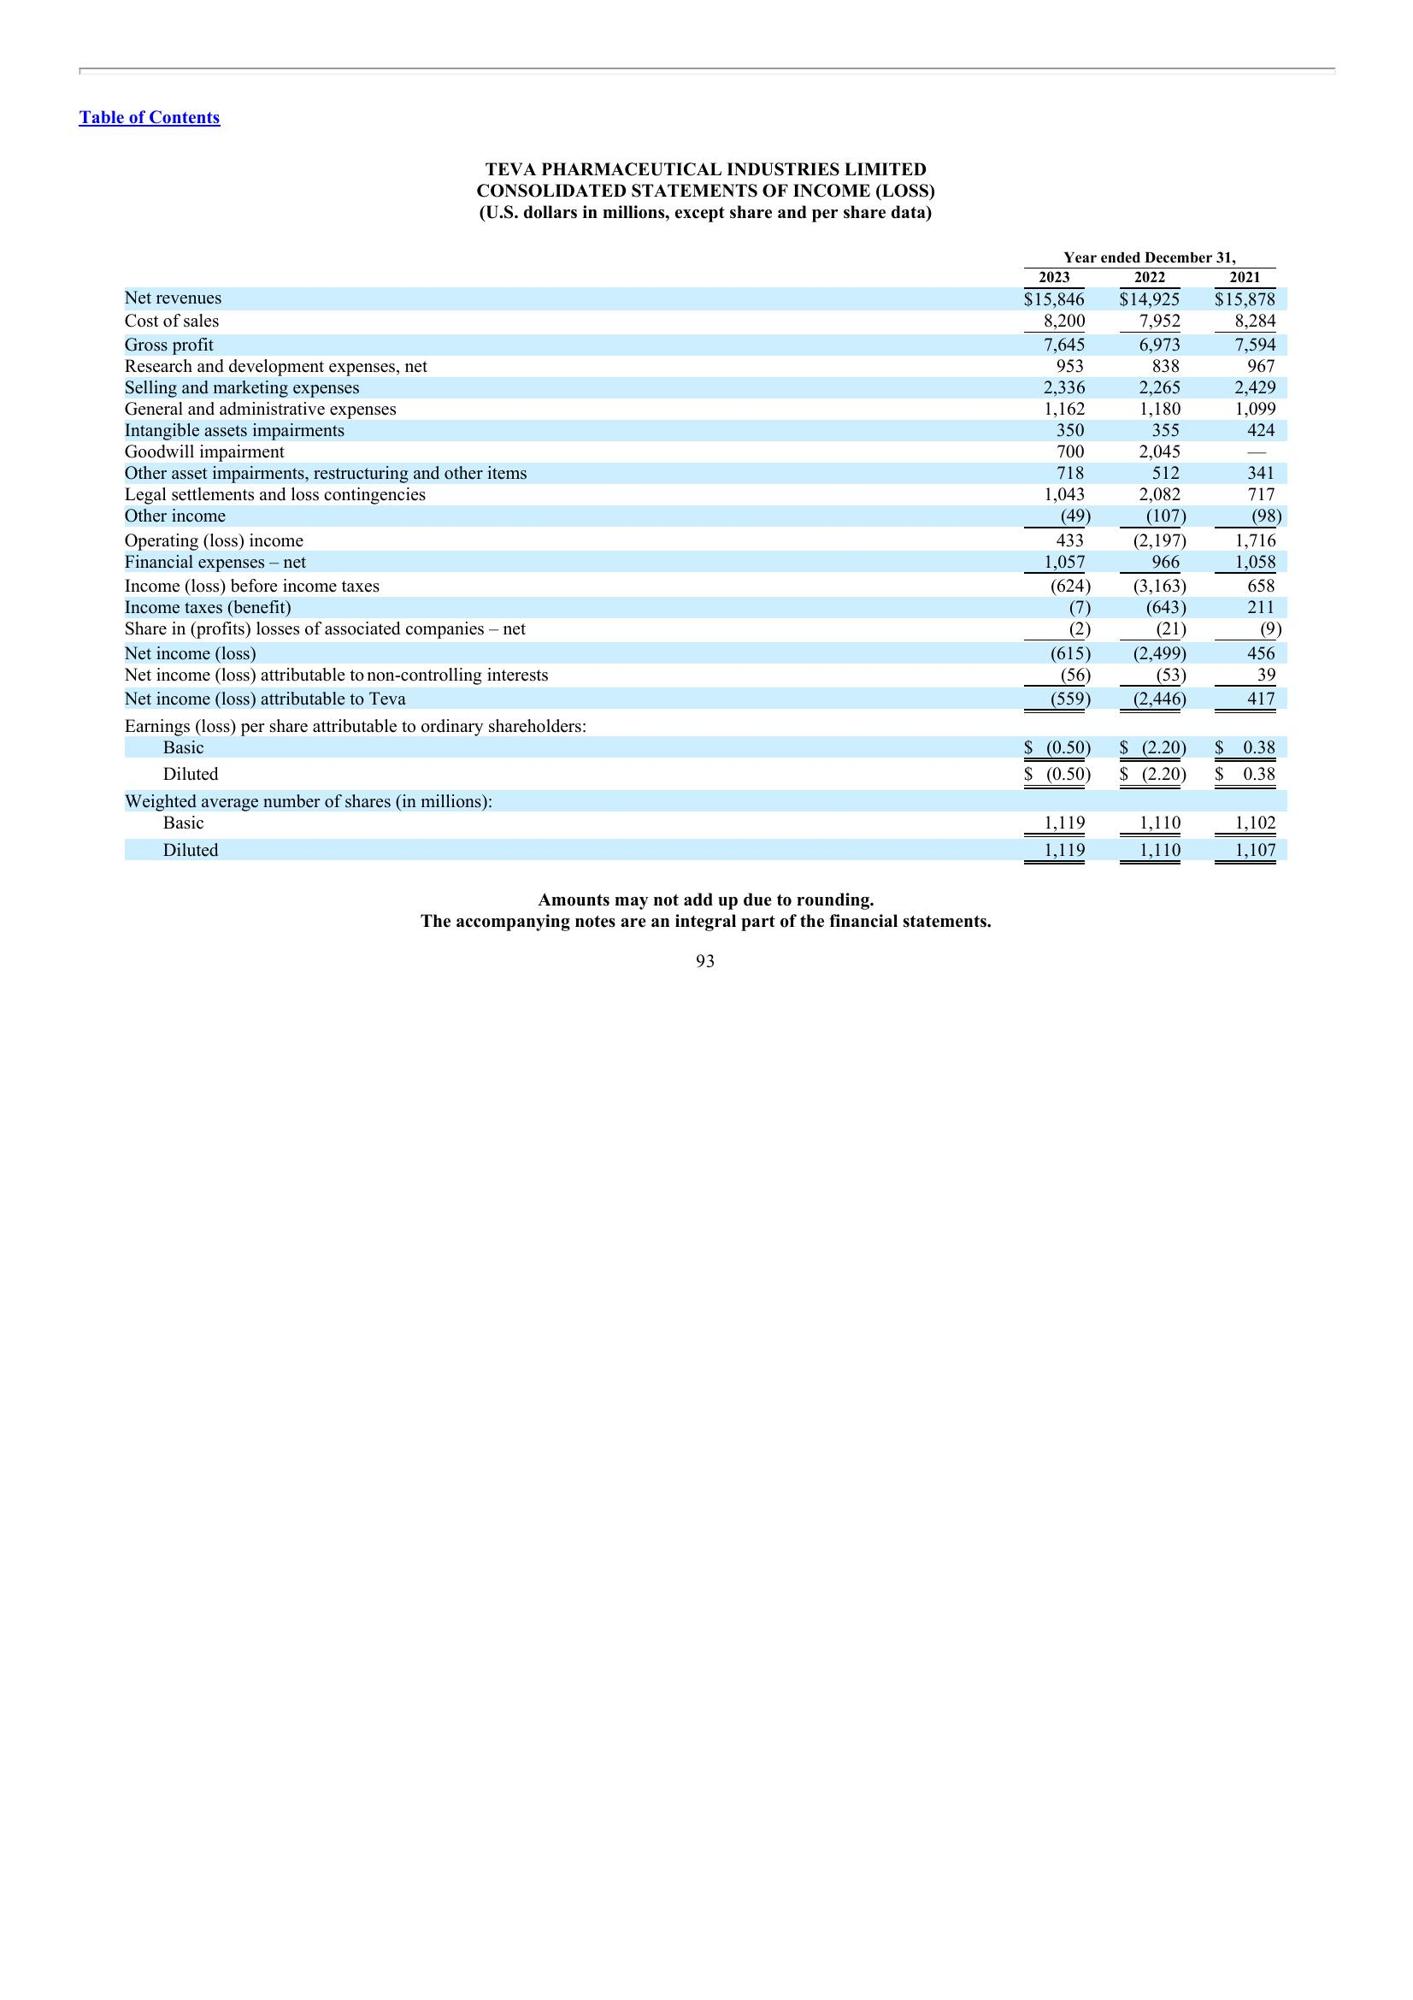 Table of Contents
TEVA PHARMACEUTICAL INDUSTRIES LIMITED
CONSOLIDATED STATEMENTS OF INCOME (LOSS)
(U.S. dollars in millions, except share and per share data)
Year ended December 31,
2023 2022 2021
Net revenues $15,846 $14,925 $15,878
Cost of sales 8,200 7,952 8,284
Gross profit 7,645 6,973 7,594
Research and development expenses, net 953 838 967
Selling and marketing expenses 2,336 2,265 2,429
General and administrative expenses 1,162 1,180 1,099
Intangible assets impairments 350 355 424
Goodwill impairment 700 2,045 —
Other asset impairments, restructuring and other items 718 512 341
Legal settlements and loss contingencies 1,043 2,082 717
Other income (49) (107) (98)
Operating (loss) income 433 (2,197) 1,716
Financial expenses – net 1,057 966 1,058
Income (loss) before income taxes (624) (3,163) 658
Income taxes (benefit) (7) (643) 211
Share in (profits) losses of associated companies – net (2) (21) (9)
Net income (loss) (615) (2,499) 456
Net income (loss) attributable to non-controlling interests (56) (53) 39
Net income (loss) attributable to Teva (559) (2,446) 417
Earnings (loss) per share attributable to ordinary shareholders:
Basic $ (0.50) $ (2.20) $ 0.38
Diluted $ (0.50) $ (2.20) $ 0.38
Weighted average number of shares (in millions):
Basic 1,119 1,110 1,102
Diluted 1,119 1,110 1,107
Amounts may not add up due to rounding.
The accompanying notes are an integral part of the financial statements.
93